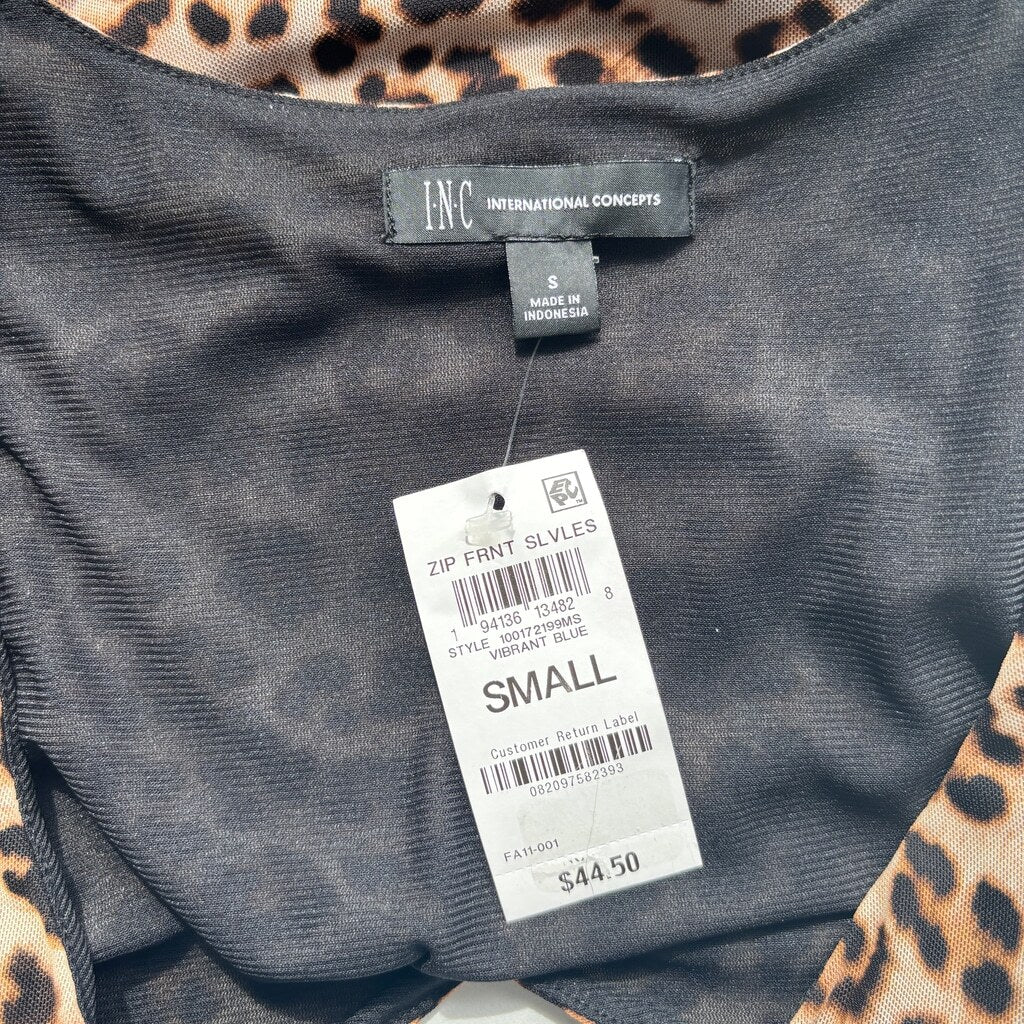 I·N·C INTERNATIONAL CONCEPTS
S
MADE IN
INDONESIA
ZIP FRNT SLVLES
1 94136 13482 8
STYLE 100172199MS
VIBRANT BLUE
SMALL
Customer Return Label
082097582393
FA11-001
$44.50